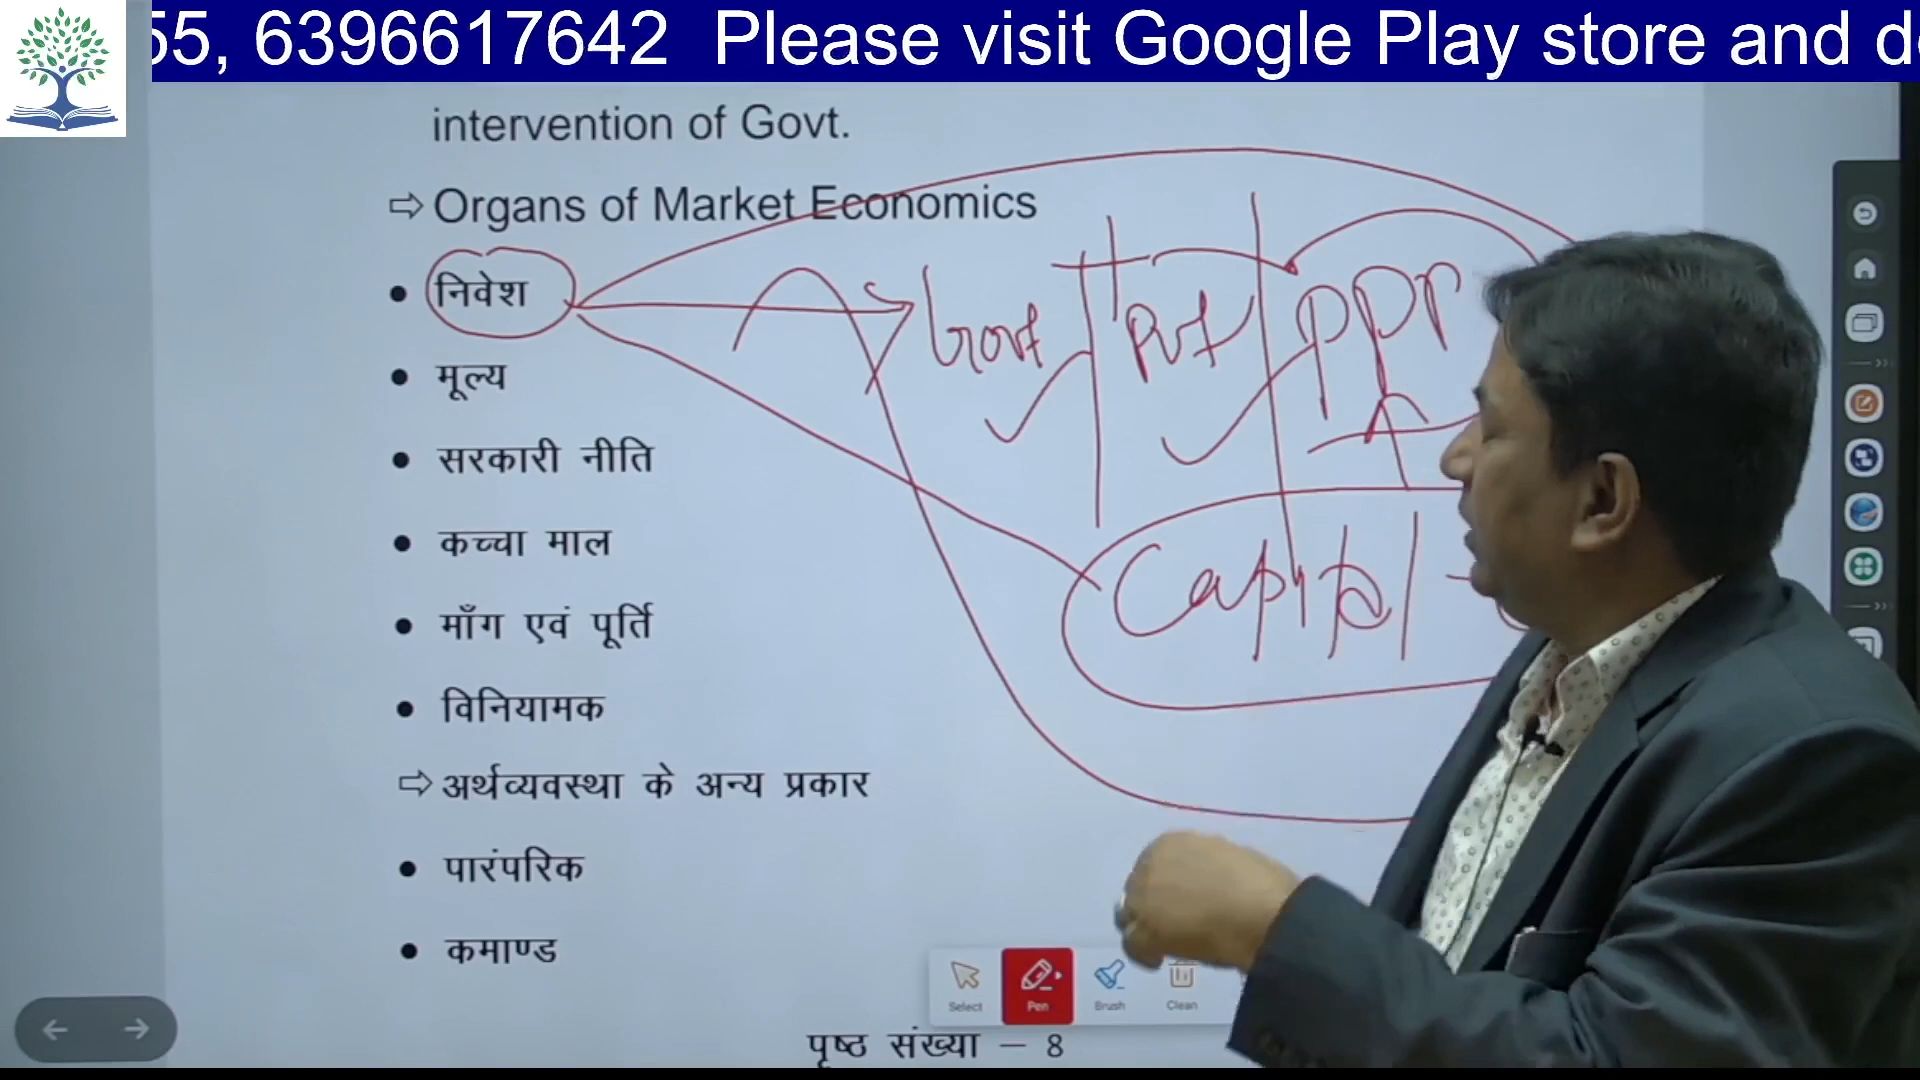 55, 6396617642 Please visit Google Play store and d
intervention of Govt.
⇨ Organs of Market Economics
• निवेश
• मूल्य
• सरकारी नीति
• कच्चा माल
• माँग एवं पूर्ति
• विनियामक
⇨ अर्थव्यवस्था के अन्य प्रकार
• पारंपरिक
• कमाण्ड
Govt Pvt PPP
Capital
Select Pen Brush Clean
पृष्ठ संख्या – 8